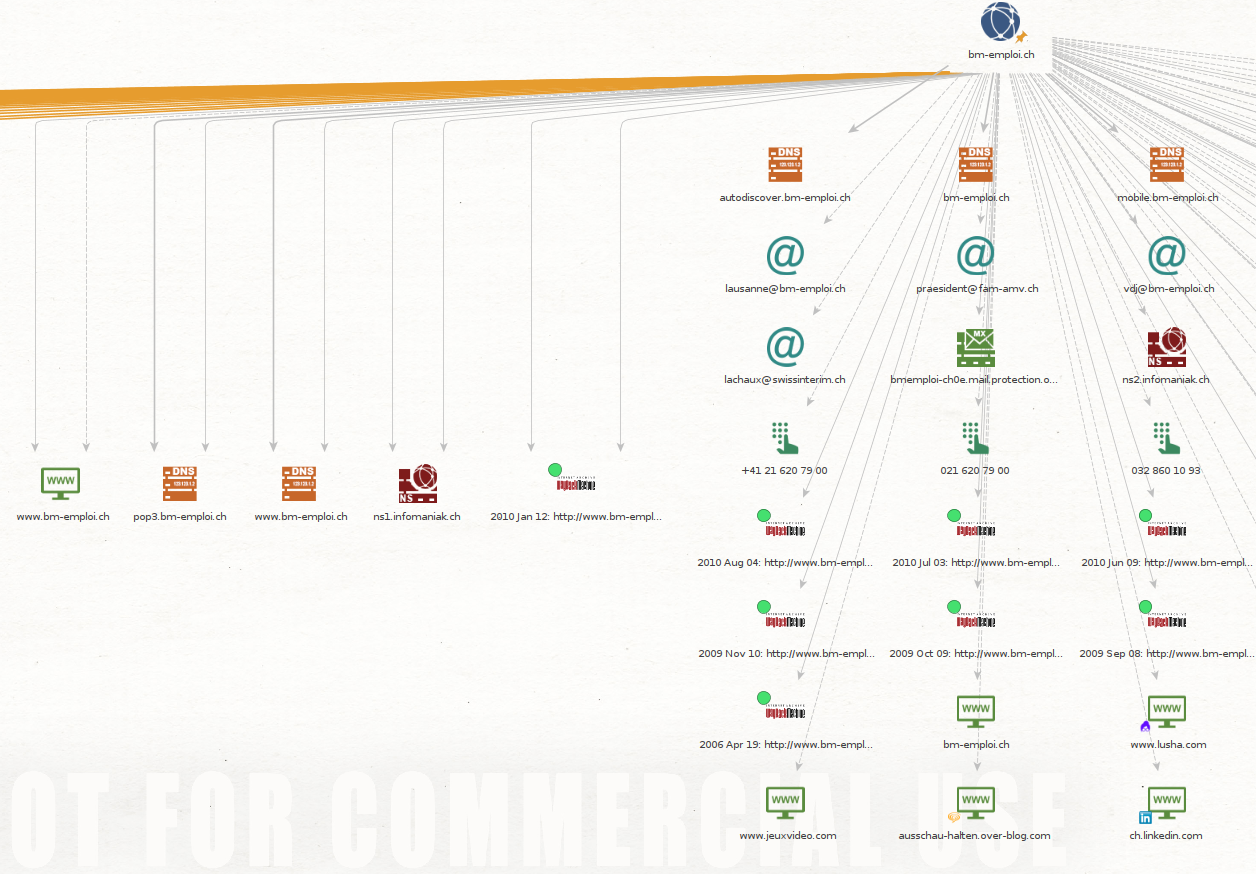 bm-emploi.ch
DNS
DNS
DNS
autodiscover.bm-emploi.ch
bm-emploi.ch
mobile.bm-emploi.ch
@
@
@
lausanne@bm-emploi.ch
praesident@fam-amv.ch
vdj@bm-emploi.ch
@
MX
NS
lachaux@swissinterim.ch
bmemploi-ch0e.mail.protection.o...
ns2.infomaniak.ch
+41 21 620 79 00
021 620 79 00
032 860 10 93
WWW
DNS
DNS
NS
www.bm-emploi.ch
pop3.bm-emploi.ch
www.bm-emploi.ch
ns1.infomaniak.ch
2010 Jan 12: http://www.bm-empl...
2010 Aug 04: http://www.bm-empl...
2010 Jul 03: http://www.bm-empl...
2010 Jun 09: http://www.bm-empl...
2009 Nov 10: http://www.bm-empl...
2009 Oct 09: http://www.bm-empl...
2009 Sep 08: http://www.bm-empl...
WWW
WWW
2006 Apr 19: http://www.bm-empl...
bm-emploi.ch
www.lusha.com
WWW
WWW
WWW
in
www.jeuxvideo.com
ausschau-halten.over-blog.com
ch.linkedin.com
OT FOR COMMERCIAL USE